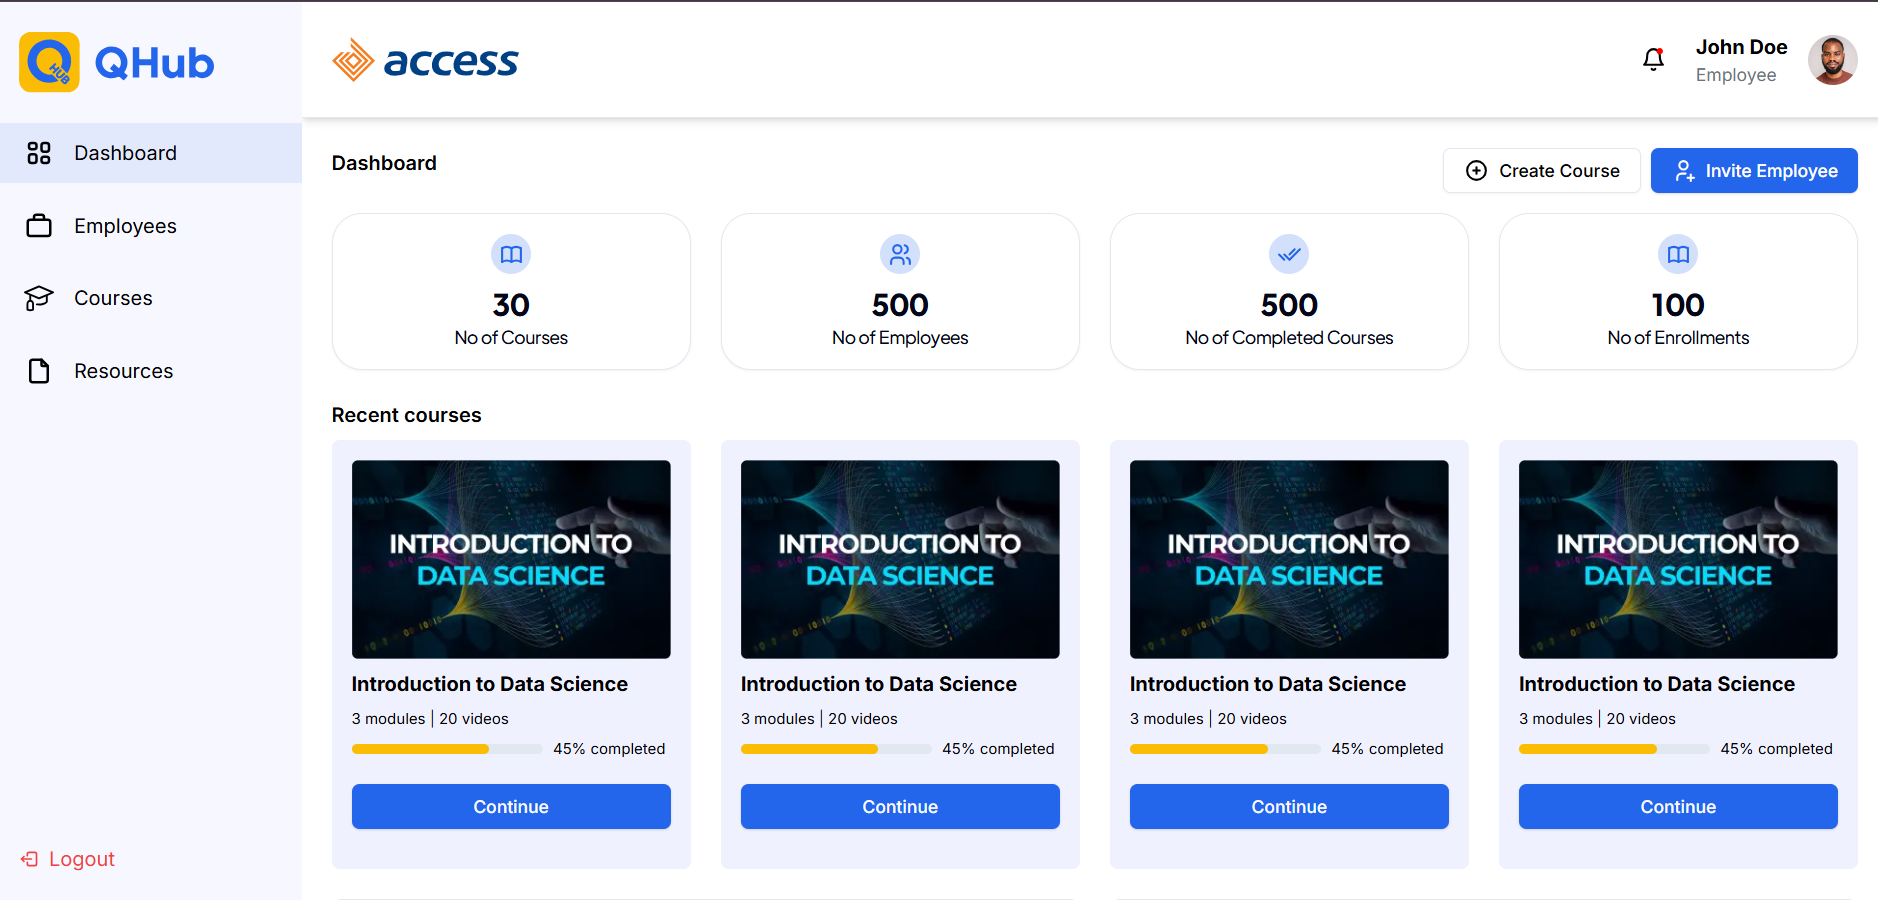 QHub
HUB
access
John Doe
Employee
Dashboard
Employees
Courses
Resources
Logout
Dashboard
Create Course
Invite Employee
30
No of Courses
500
No of Employees
500
No of Completed Courses
100
No of Enrollments
Recent courses
INTRODUCTION TO
DATA SCIENCE
Introduction to Data Science
3 modules | 20 videos
45% completed
Continue
INTRODUCTION TO
DATA SCIENCE
Introduction to Data Science
3 modules | 20 videos
45% completed
Continue
INTRODUCTION TO
DATA SCIENCE
Introduction to Data Science
3 modules | 20 videos
45% completed
Continue
INTRODUCTION TO
DATA SCIENCE
Introduction to Data Science
3 modules | 20 videos
45% completed
Continue